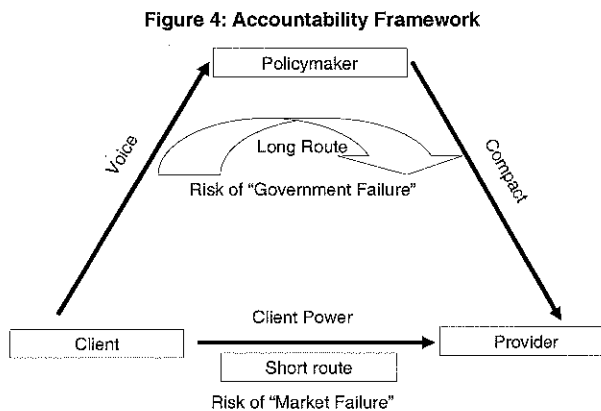 Figure 4: Accountability Framework
Policymaker
Voice
Long Route
Compact
Risk of "Government Failure"
Client Power
Client
Provider
Short route
Risk of "Market Failure"